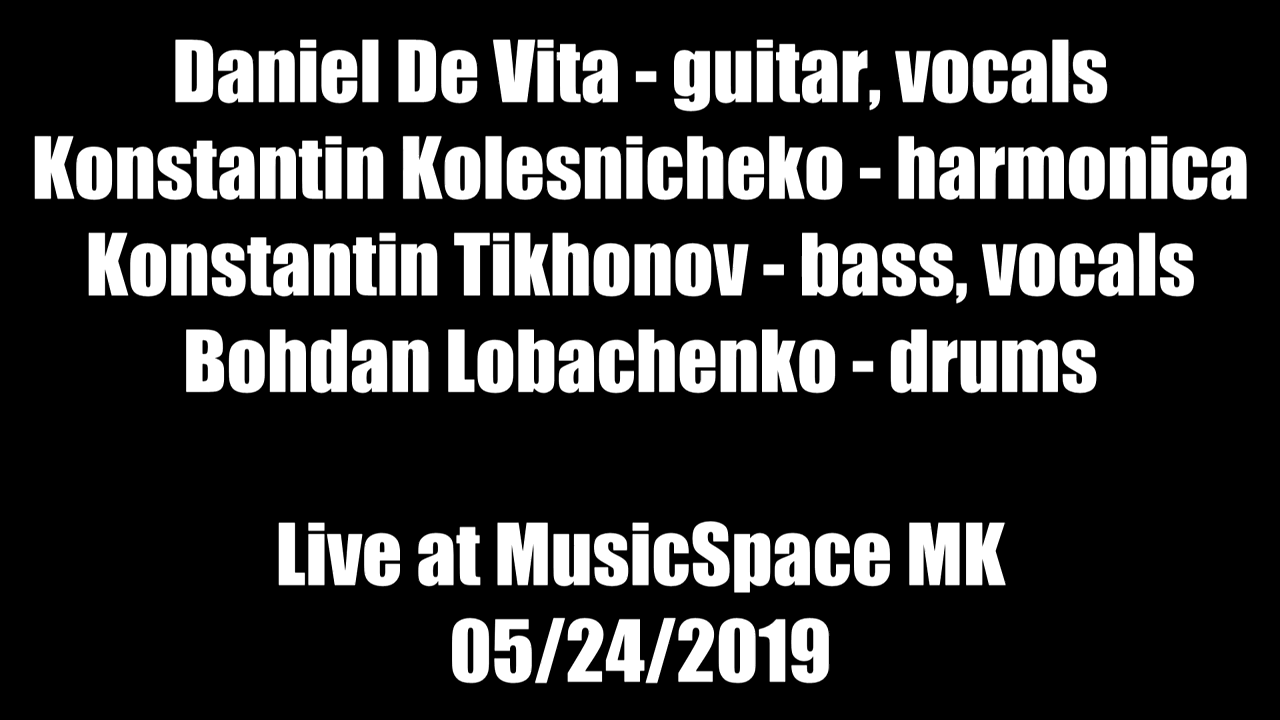 Daniel De Vita - guitar, vocals
Konstantin Kolesnicheko - harmonica
Konstantin Tikhonov - bass, vocals
Bohdan Lobachenko - drums
Live at MusicSpace MK
05/24/2019